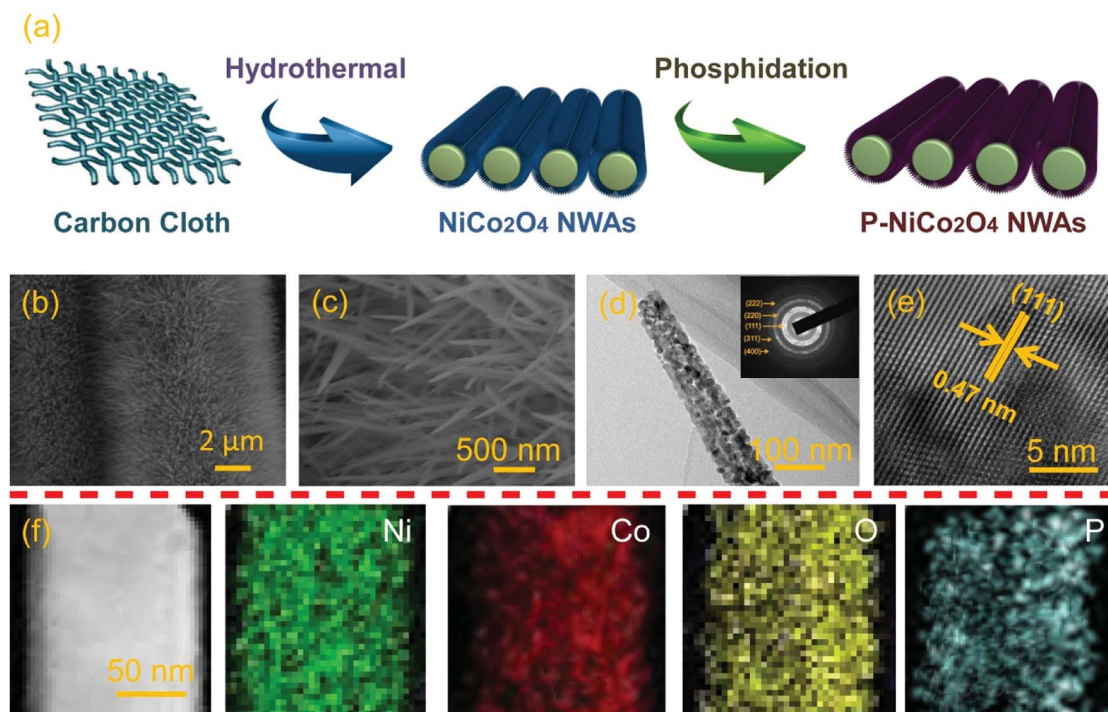 (a)
Hydrothermal
Phosphidation
Carbon Cloth
NiCo₂O₄ NWAs
P-NiCo₂O₄ NWAs
(b)
2 µm
(c)
500 nm
(d)
100 nm
(222)
(220)
(111)
(311)
(400)
(e)
(111)
0.47 nm
5 nm
(f)
50 nm
Ni
Co
O
P